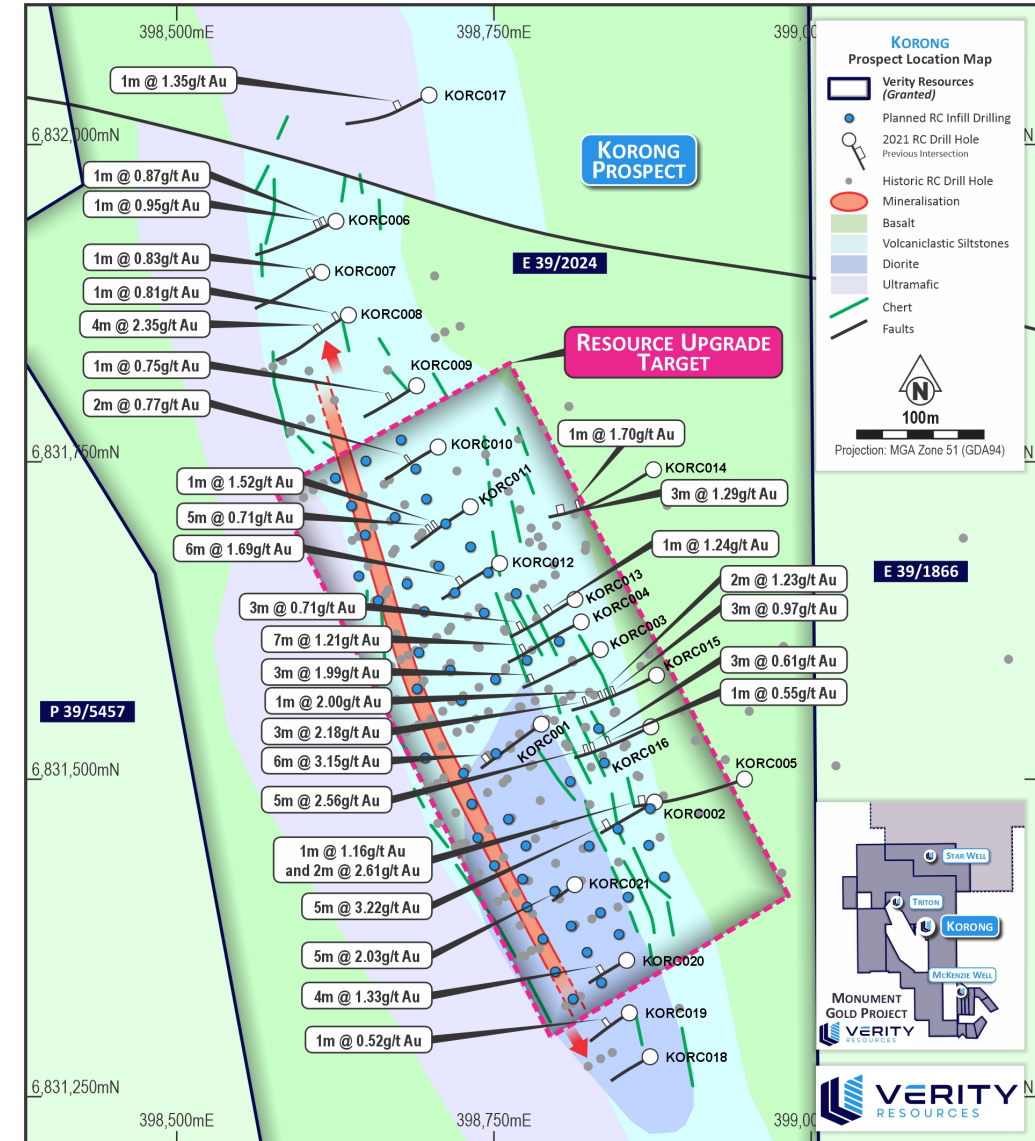 398,500mE
398,750mE
399,00
KORONG
Prospect Location Map
Verity Resources
(Granted)
Planned RC Infill Drilling
2021 RC Drill Hole
Previous Intersection
Historic RC Drill Hole
Mineralisation
Basalt
Volcaniclastic Siltstones
Diorite
Ultramafic
Chert
Faults
N
100m
Projection: MGA Zone 51 (GDA94)
1m @ 1.35g/t Au
KORC017
6,832,000mN
N
KORONG
PROSPECT
1m @ 0.87g/t Au
1m @ 0.95g/t Au
KORC006
1m @ 0.83g/t Au
KORC007
E 39/2024
1m @ 0.81g/t Au
KORC008
4m @ 2.35g/t Au
RESOURCE UPGRADE
TARGET
1m @ 0.75g/t Au
KORC009
2m @ 0.77g/t Au
KORC010
1m @ 1.70g/t Au
6,831,750mN
KORC014
1m @ 1.52g/t Au
KORC011
3m @ 1.29g/t Au
5m @ 0.71g/t Au
6m @ 1.69g/t Au
KORC012
1m @ 1.24g/t Au
E 39/1866
KORC013
2m @ 1.23g/t Au
3m @ 0.71g/t Au
KORC004
3m @ 0.97g/t Au
7m @ 1.21g/t Au
KORC003
KORC015
3m @ 1.99g/t Au
3m @ 0.61g/t Au
1m @ 2.00g/t Au
1m @ 0.55g/t Au
P 39/5457
3m @ 2.18g/t Au
KORC001
6m @ 3.15g/t Au
KORC016
KORC005
6,831,500mN
5m @ 2.56g/t Au
KORC002
1m @ 1.16g/t Au
and 2m @ 2.61g/t Au
KORC021
5m @ 3.22g/t Au
5m @ 2.03g/t Au
KORC020
4m @ 1.33g/t Au
KORC019
1m @ 0.52g/t Au
KORC018
6,831,250mN
N
398,500mE
398,750mE
399,00
STAR WELL
TRITON
KORONG
MCKENZIE WELL
MONUMENT
GOLD PROJECT
VERITY
RESOURCES
VERITY
RESOURCES